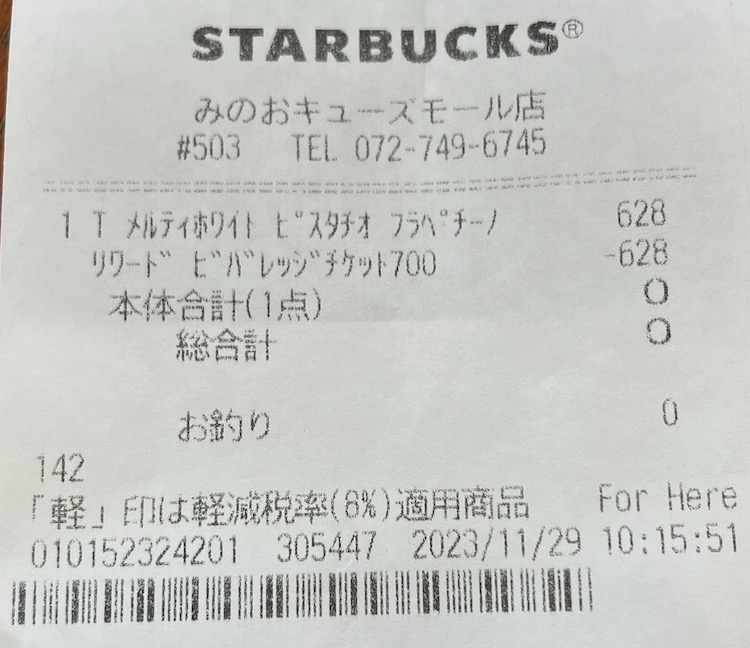 STARBUCKS®
みのおキューズモール店
#503 TEL 072-749-6745
1 T ﾒﾙﾃｨﾎﾜｲﾄ ﾋﾟｽﾀﾁｵ ﾌﾗﾍﾟﾁｰﾉ 628
ﾘﾜｰﾄﾞ ﾋﾞﾊﾞﾚｯｼﾞﾁｹｯﾄ700 -628
本体合計(1点) 0
総合計 0
お釣り 0
142
「軽」印は軽減税率(8%)適用商品 For Here
010152324201 305447 2023/11/29 10:15:51